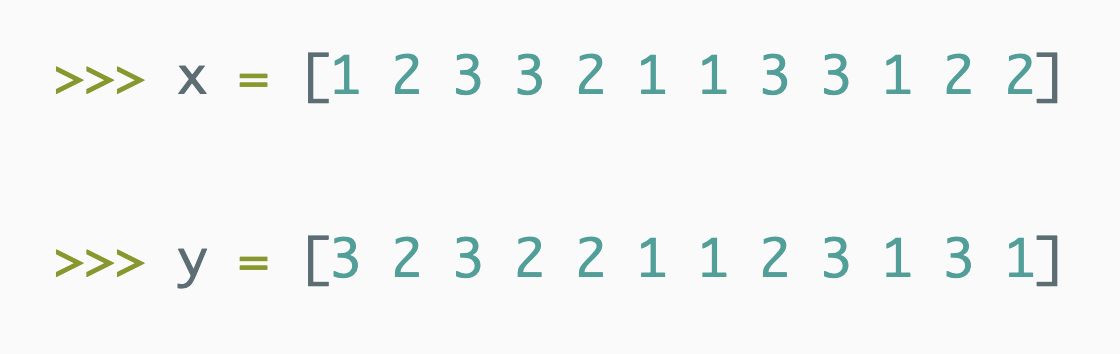 >>> x = [1 2 3 3 2 1 1 3 3 1 2 2]
>>> y = [3 2 3 2 2 1 1 2 3 1 3 1]